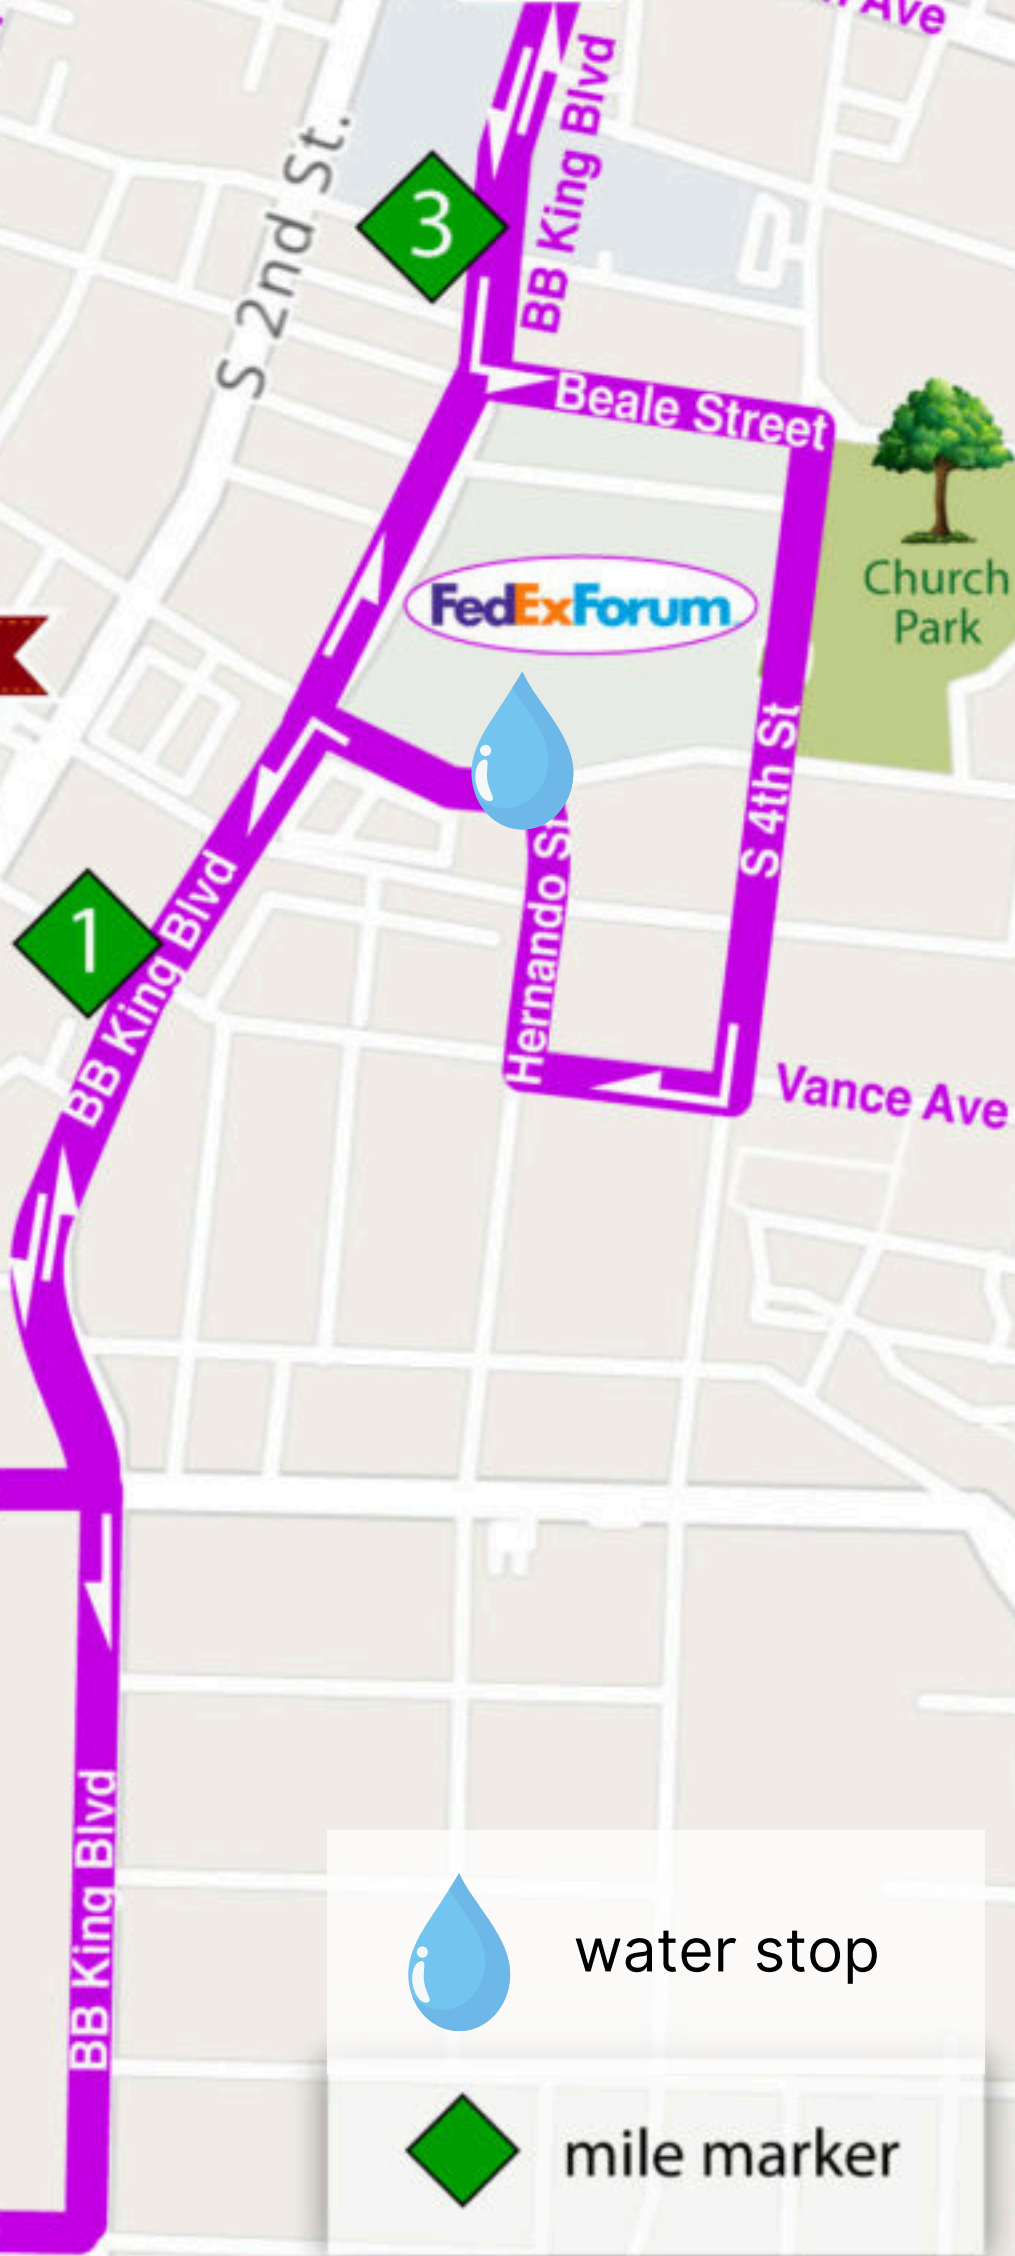 Ave
BB King Blvd
S 2nd St.
3
Beale Street
Church
Park
FedExForum
S 4th St
Hernando St
1
BB King Blvd
Vance Ave
BB King Blvd
water stop
mile marker